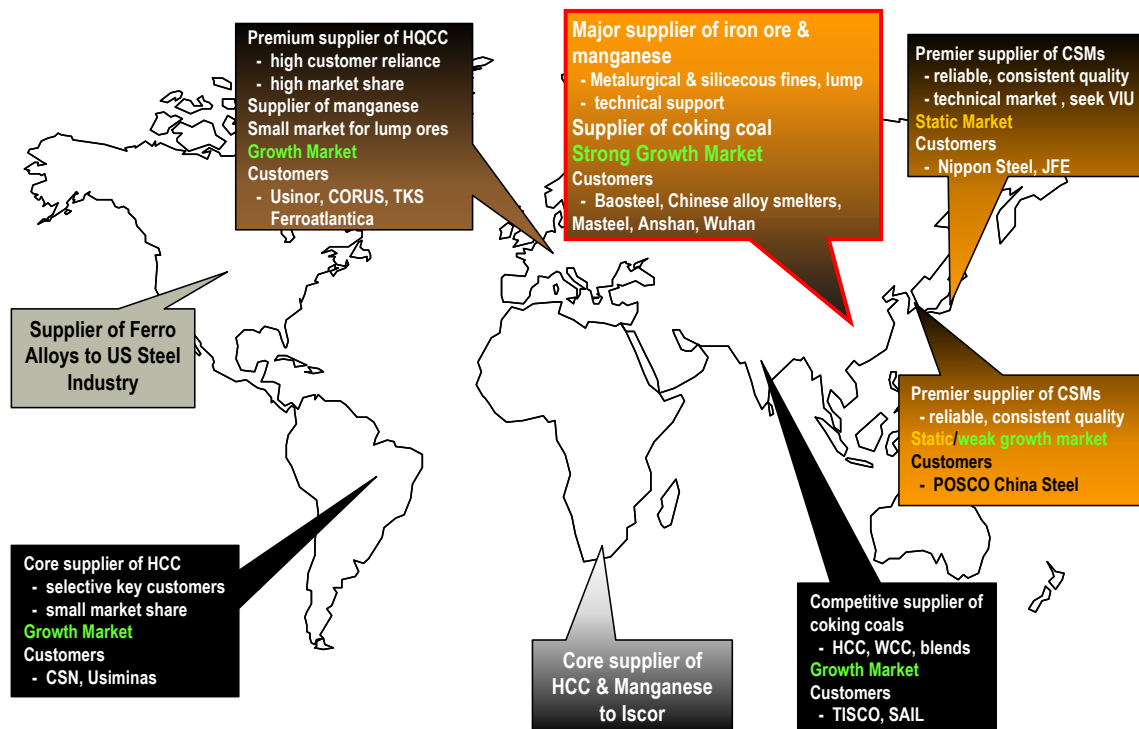 Premium supplier of HQCC
- high customer reliance
- high market share
Supplier of manganese
Small market for lump ores
Growth Market
Customers
- Usinor, CORUS, TKS
Ferroatlantica
Major supplier of iron ore &
manganese
- Metalurgical & silicecous fines, lump
- technical support
Supplier of coking coal
Strong Growth Market
Customers
- Baosteel, Chinese alloy smelters,
Masteel, Anshan, Wuhan
Premier supplier of CSMs
- reliable, consistent quality
- technical market , seek VIU
Static Market
Customers
- Nippon Steel, JFE
Supplier of Ferro
Alloys to US Steel
Industry
Premier supplier of CSMs
- reliable, consistent quality
Static/weak growth market
Customers
- POSCO China Steel
Core supplier of HCC
- selective key customers
- small market share
Growth Market
Customers
- CSN, Usiminas
Core supplier of
HCC & Manganese
to Iscor
Competitive supplier of
coking coals
- HCC, WCC, blends
Growth Market
Customers
- TISCO, SAIL